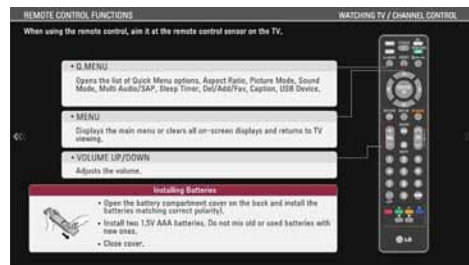 REMOTE CONTROL FUNCTIONS
WATCHING TV / CHANNEL CONTROL
When using the remote control, aim it at the remote control sensor on the TV.
• Q.MENU
Opens the list of Quick Menu options, Aspect Ratio, Picture Mode, Sound
Mode, Multi Audio/SAP, Sleep Timer, Del/Add/Fav, Caption, USB Device.
• MENU
Displays the main menu or clears all on-screen displays and returns to TV
viewing.
• VOLUME UP/DOWN
Adjusts the volume.
Installing Batteries
• Open the battery compartment cover on the back and install the
batteries matching correct polarity).
• Install two 1.5V AAA batteries. Do not mix old or used batteries with
new ones.
• Close cover.
LG